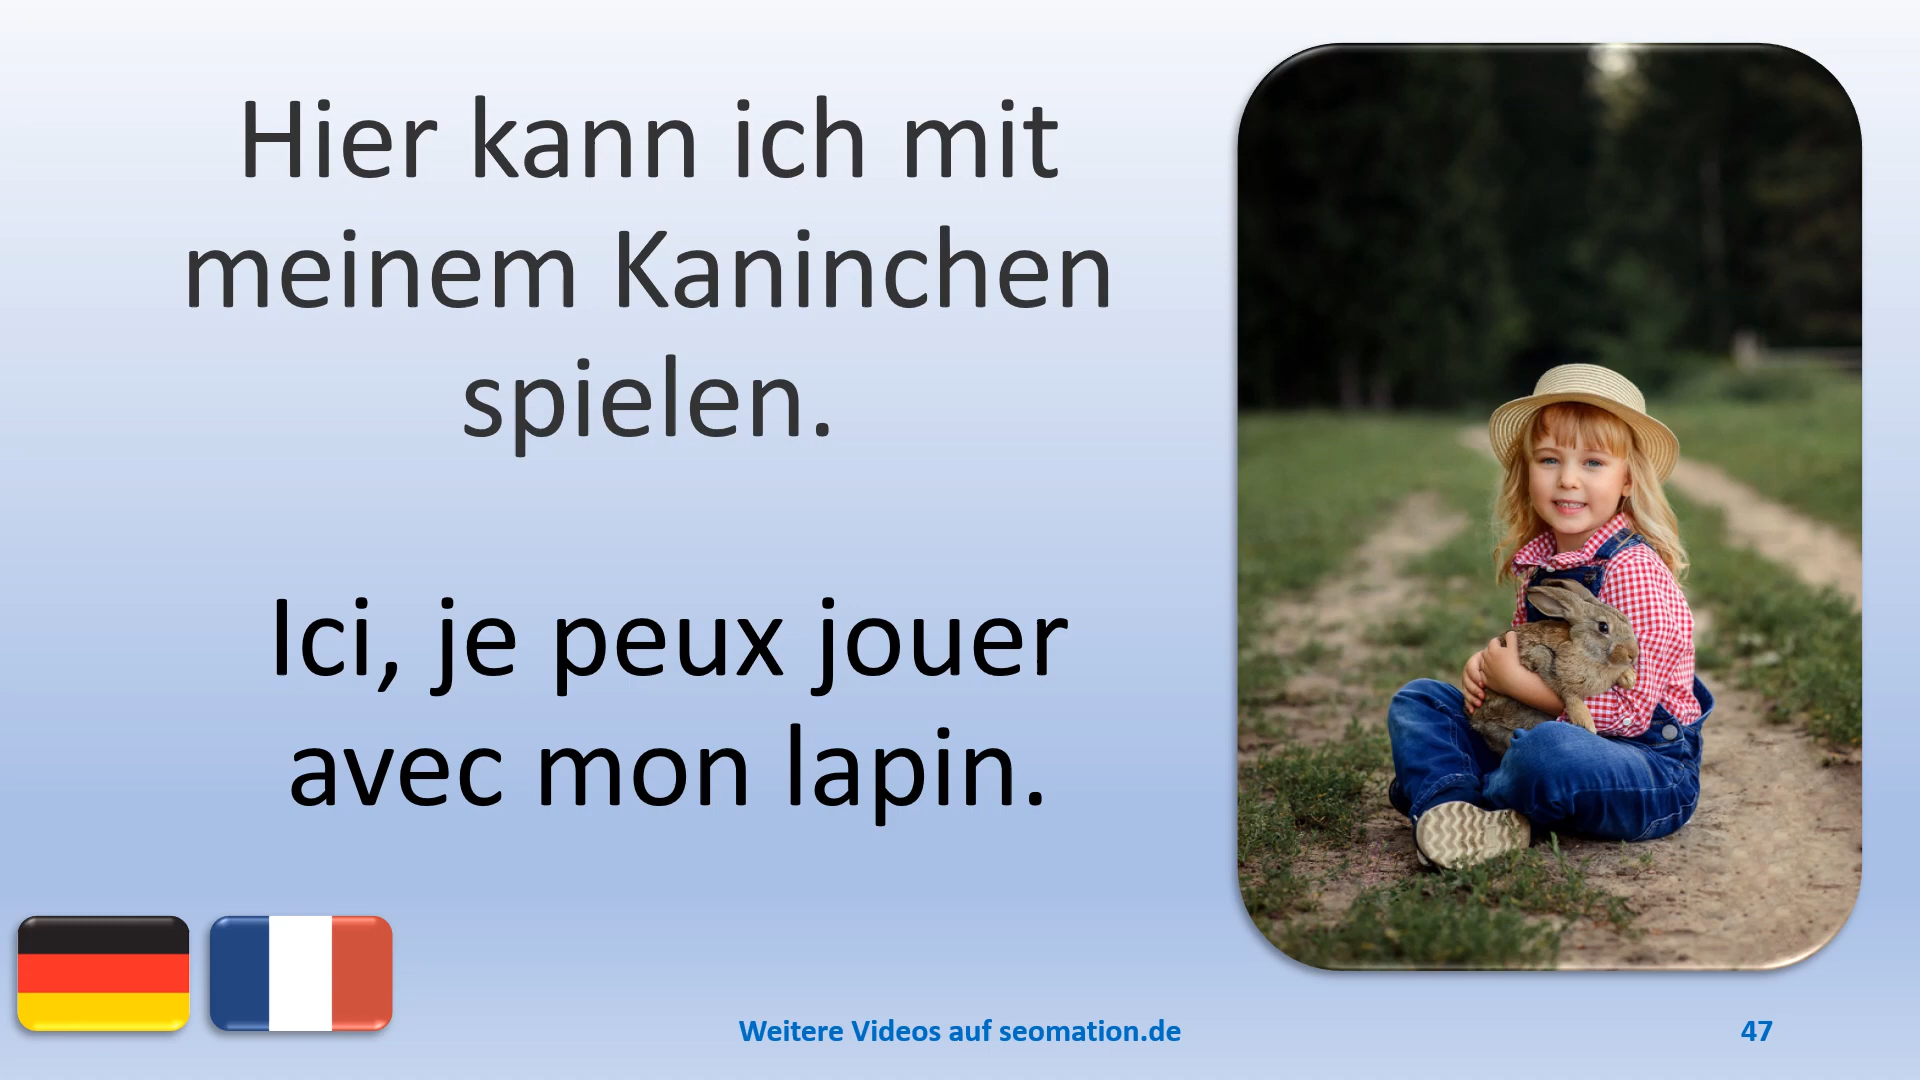 Hier kann ich mit
meinem Kaninchen
spielen.
Ici, je peux jouer
avec mon lapin.
Weitere Videos auf seomation.de
47